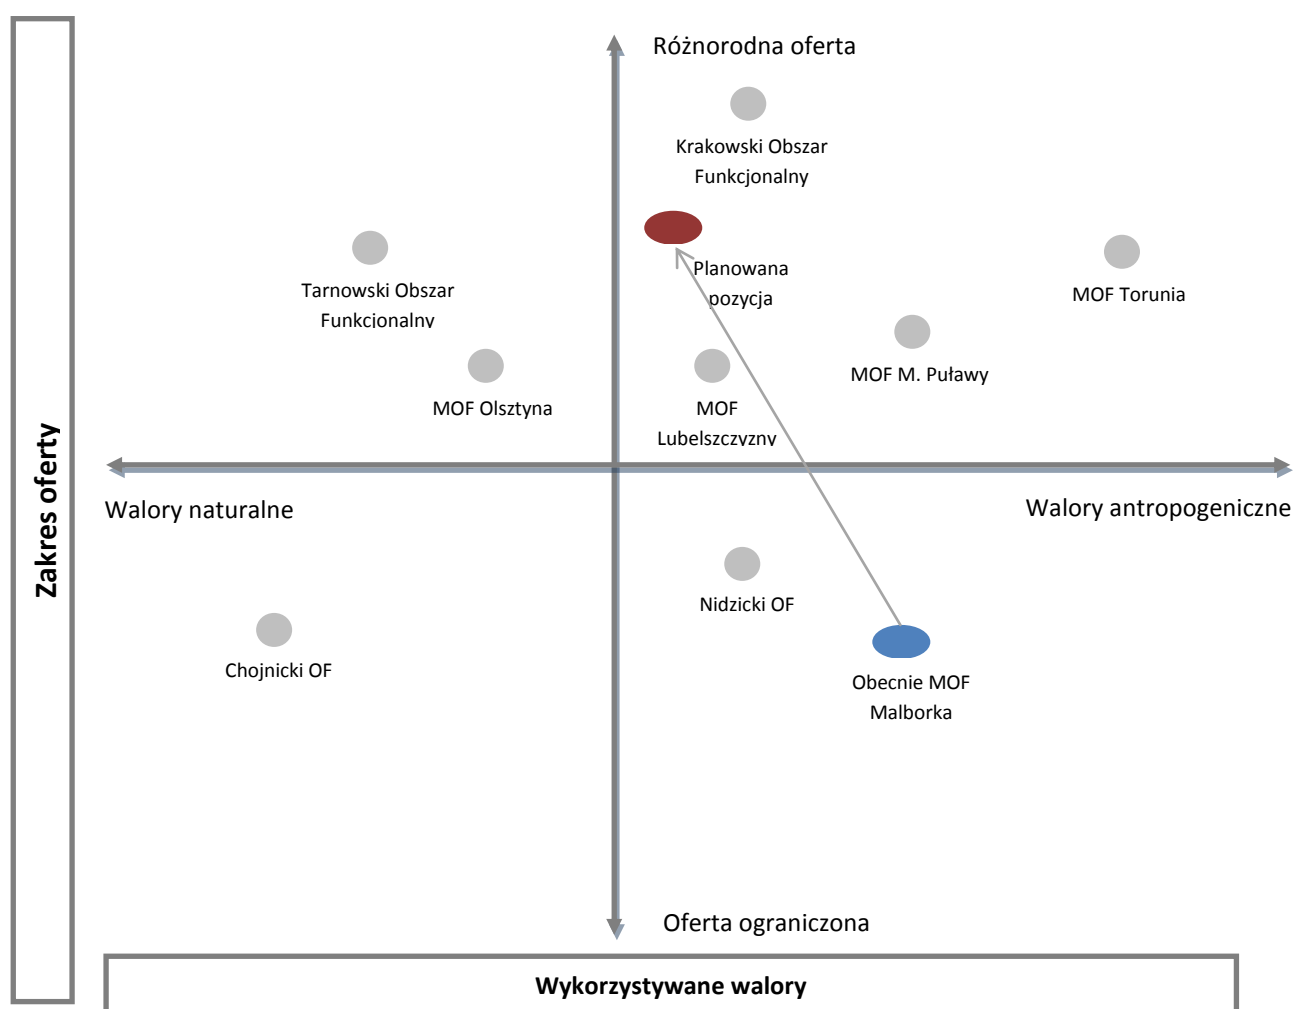 Różnorodna oferta
Krakowski Obszar
Funkcjonalny
Planowana
pozycja
Tarnowski Obszar
Funkcjonalny
MOF Torunia
MOF M. Puławy
MOF Olsztyna
MOF
Lubelszczyzny
Zakres oferty
Walory naturalne
Walory antropogeniczne
Nidzicki OF
Chojnicki OF
Obecnie MOF
Malborka
Oferta ograniczona
Wykorzystywane walory